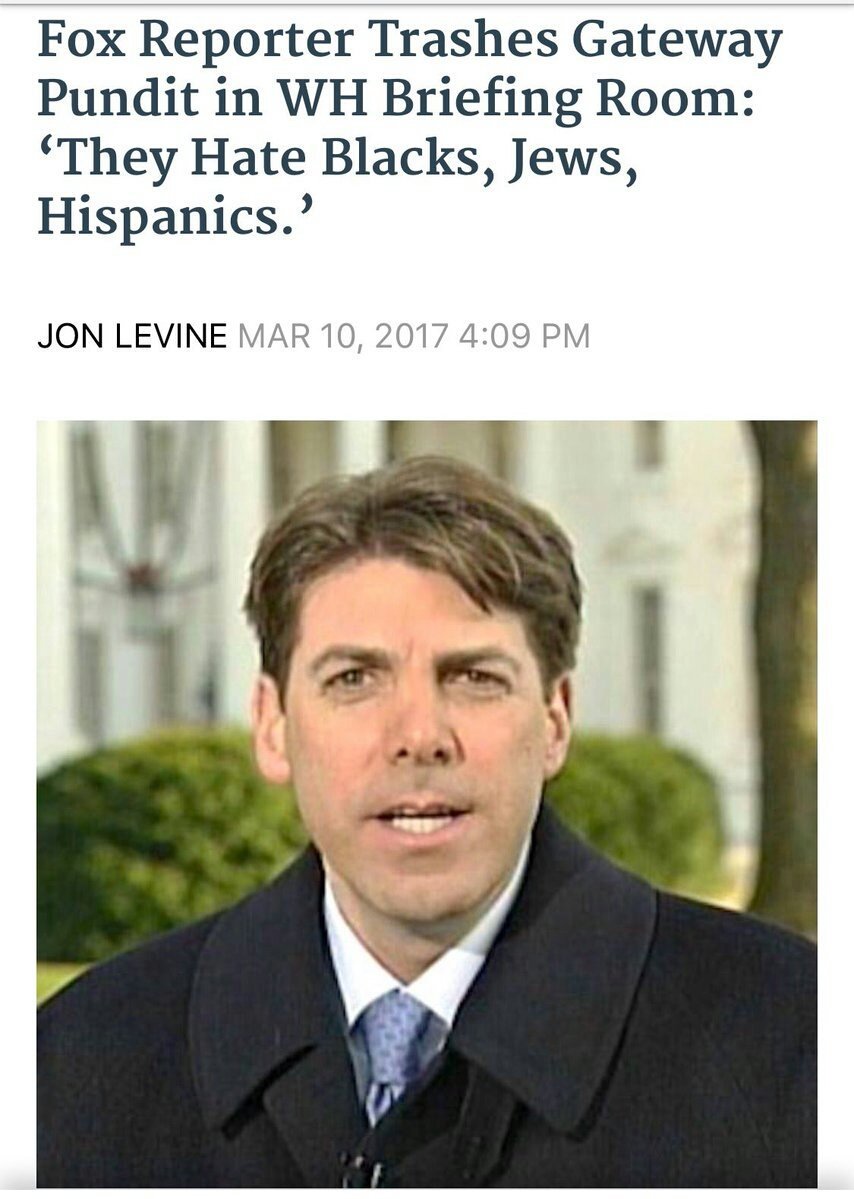 Fox Reporter Trashes Gateway
Pundit in WH Briefing Room:
‘They Hate Blacks, Jews,
Hispanics.’
JON LEVINE MAR 10, 2017 4:09 PM